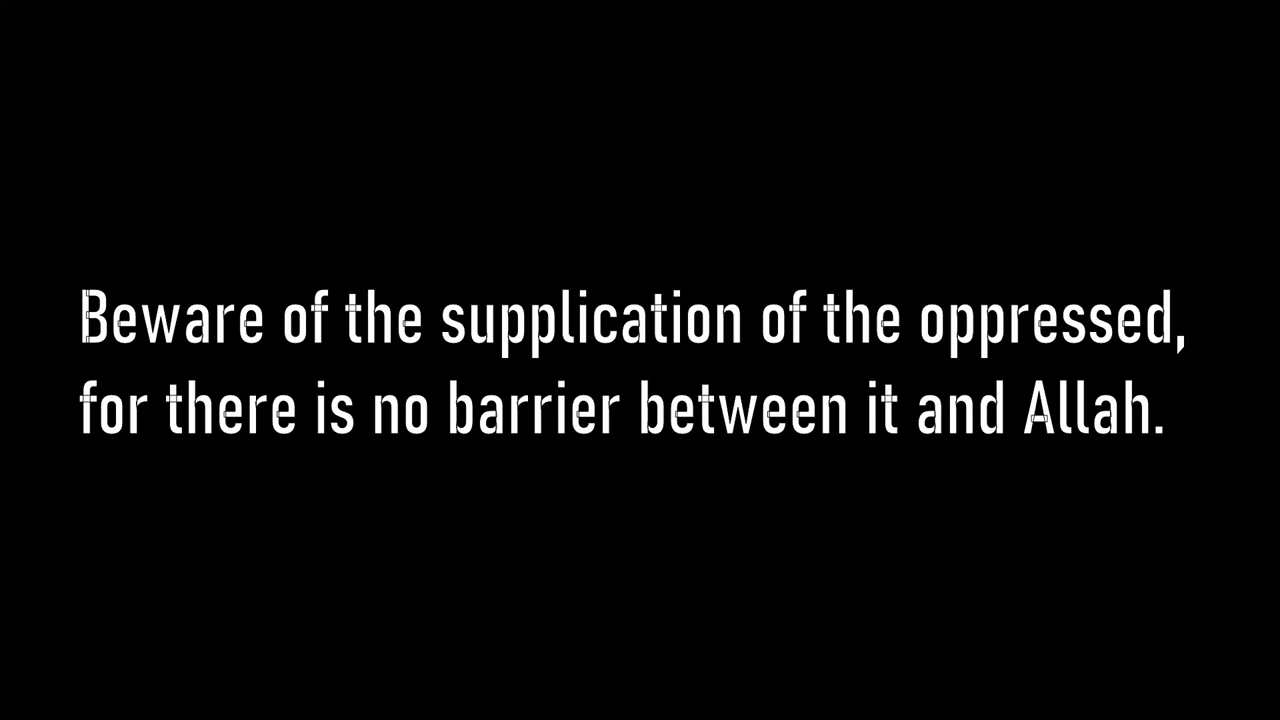 Beware of the supplication of the oppressed,
for there is no barrier between it and Allah.